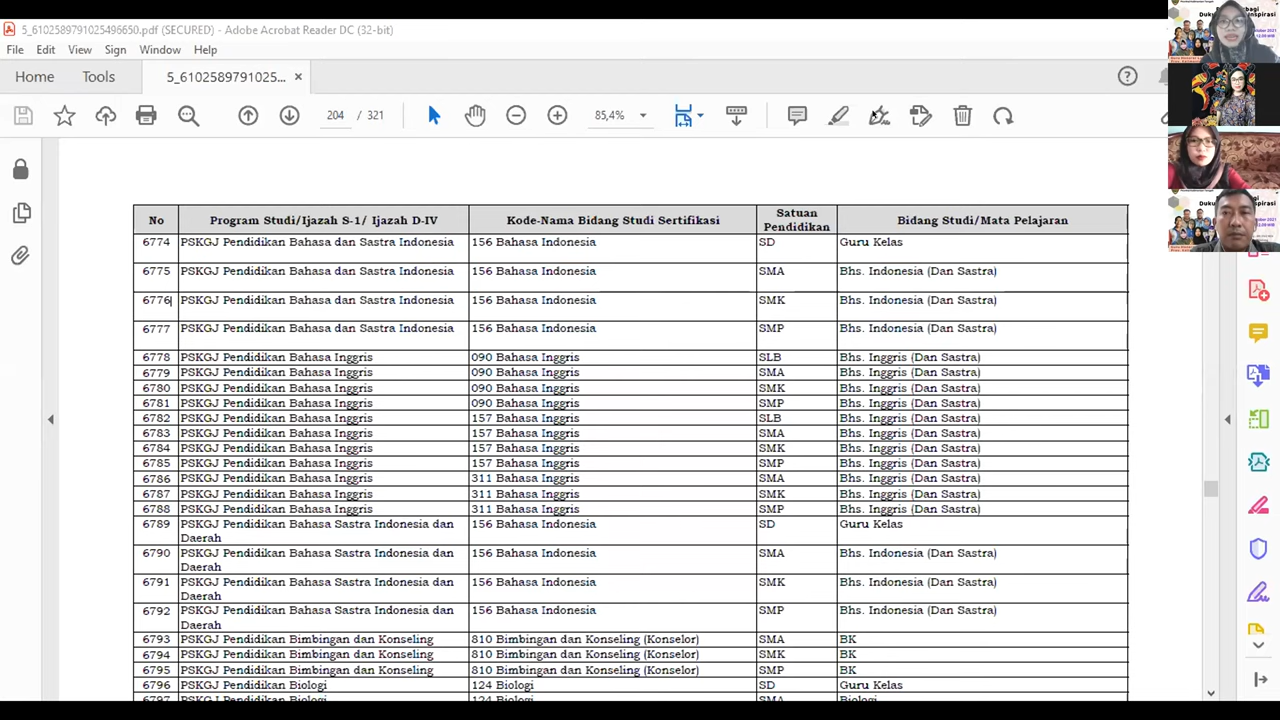 5_6102589791025496650.pdf (SECURED) - Adobe Acrobat Reader DC (32-bit)
File Edit View Sign Window Help
Home Tools 5_6102589791025... ×
204 / 321 85,4%
No Program Studi/Ijazah S-1/ Ijazah D-IV Kode-Nama Bidang Studi Sertifikasi Satuan Pendidikan Bidang Studi/Mata Pelajaran
6774 PSKGJ Pendidikan Bahasa dan Sastra Indonesia 156 Bahasa Indonesia SD Guru Kelas
6775 PSKGJ Pendidikan Bahasa dan Sastra Indonesia 156 Bahasa Indonesia SMA Bhs. Indonesia (Dan Sastra)
6776 PSKGJ Pendidikan Bahasa dan Sastra Indonesia 156 Bahasa Indonesia SMK Bhs. Indonesia (Dan Sastra)
6777 PSKGJ Pendidikan Bahasa dan Sastra Indonesia 156 Bahasa Indonesia SMP Bhs. Indonesia (Dan Sastra)
6778 PSKGJ Pendidikan Bahasa Inggris 090 Bahasa Inggris SLB Bhs. Inggris (Dan Sastra)
6779 PSKGJ Pendidikan Bahasa Inggris 090 Bahasa Inggris SMA Bhs. Inggris (Dan Sastra)
6780 PSKGJ Pendidikan Bahasa Inggris 090 Bahasa Inggris SMK Bhs. Inggris (Dan Sastra)
6781 PSKGJ Pendidikan Bahasa Inggris 090 Bahasa Inggris SMP Bhs. Inggris (Dan Sastra)
6782 PSKGJ Pendidikan Bahasa Inggris 157 Bahasa Inggris SLB Bhs. Inggris (Dan Sastra)
6783 PSKGJ Pendidikan Bahasa Inggris 157 Bahasa Inggris SMA Bhs. Inggris (Dan Sastra)
6784 PSKGJ Pendidikan Bahasa Inggris 157 Bahasa Inggris SMK Bhs. Inggris (Dan Sastra)
6785 PSKGJ Pendidikan Bahasa Inggris 157 Bahasa Inggris SMP Bhs. Inggris (Dan Sastra)
6786 PSKGJ Pendidikan Bahasa Inggris 311 Bahasa Inggris SMA Bhs. Inggris (Dan Sastra)
6787 PSKGJ Pendidikan Bahasa Inggris 311 Bahasa Inggris SMK Bhs. Inggris (Dan Sastra)
6788 PSKGJ Pendidikan Bahasa Inggris 311 Bahasa Inggris SMP Bhs. Inggris (Dan Sastra)
6789 PSKGJ Pendidikan Bahasa Sastra Indonesia dan 156 Bahasa Indonesia SD Guru Kelas
Daerah
6790 PSKGJ Pendidikan Bahasa Sastra Indonesia dan 156 Bahasa Indonesia SMA Bhs. Indonesia (Dan Sastra)
Daerah
6791 PSKGJ Pendidikan Bahasa Sastra Indonesia dan 156 Bahasa Indonesia SMK Bhs. Indonesia (Dan Sastra)
Daerah
6792 PSKGJ Pendidikan Bahasa Sastra Indonesia dan 156 Bahasa Indonesia SMP Bhs. Indonesia (Dan Sastra)
Daerah
6793 PSKGJ Pendidikan Bimbingan dan Konseling 810 Bimbingan dan Konseling (Konselor) SMA BK
6794 PSKGJ Pendidikan Bimbingan dan Konseling 810 Bimbingan dan Konseling (Konselor) SMK BK
6795 PSKGJ Pendidikan Bimbingan dan Konseling 810 Bimbingan dan Konseling (Konselor) SMP BK
6796 PSKGJ Pendidikan Biologi 124 Biologi SD Guru Kelas
6797 PSKGJ Pendidikan Biologi 124 Biologi SMA Biologi